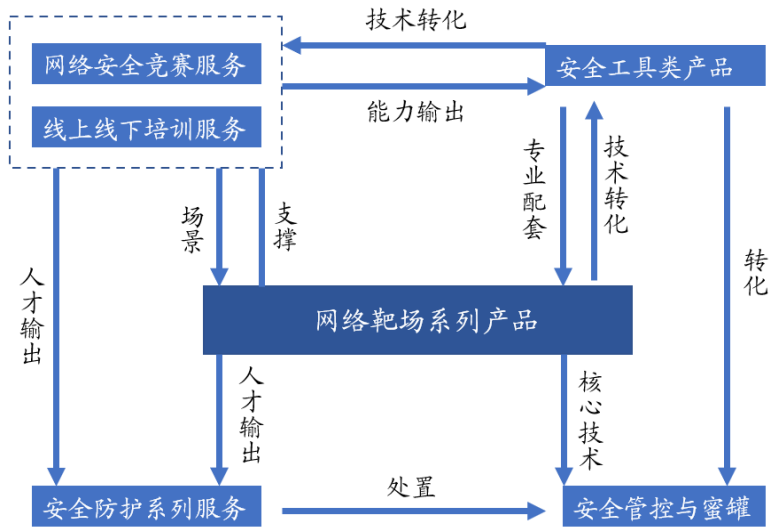 技术转化
网络安全竞赛服务
安全工具类产品
能力输出
线上线下培训服务
专业配套
技术转化
场景
支撑
转化
人才输出
网络靶场系列产品
人才输出
核心技术
处置
安全防护系列服务
安全管控与蜜罐